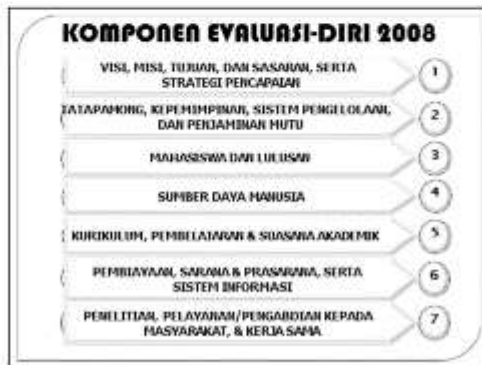 KOMPONEN EVALUASI-DIRI 2008
VISI, MISI, TUJUAN, DAN SASARAN, SERTA
STRATEGI PENCAPAIAN
1
TATAPAMONG, KEPEMIMPINAN, SISTEM PENGELOLAAN,
DAN PENJAMINAN MUTU
2
MAHASISWA DAN LULUSAN
3
SUMBER DAYA MANUSIA
4
KURIKULUM, PEMBELAJARAN & SUASANA AKADEMIK
5
PEMBIAYAAN, SARANA & PRASARANA, SERTA
SISTEM INFORMASI
6
PENELITIAN, PELAYANAN/PENGABDIAN KEPADA
MASYARAKAT, & KERJA SAMA
7